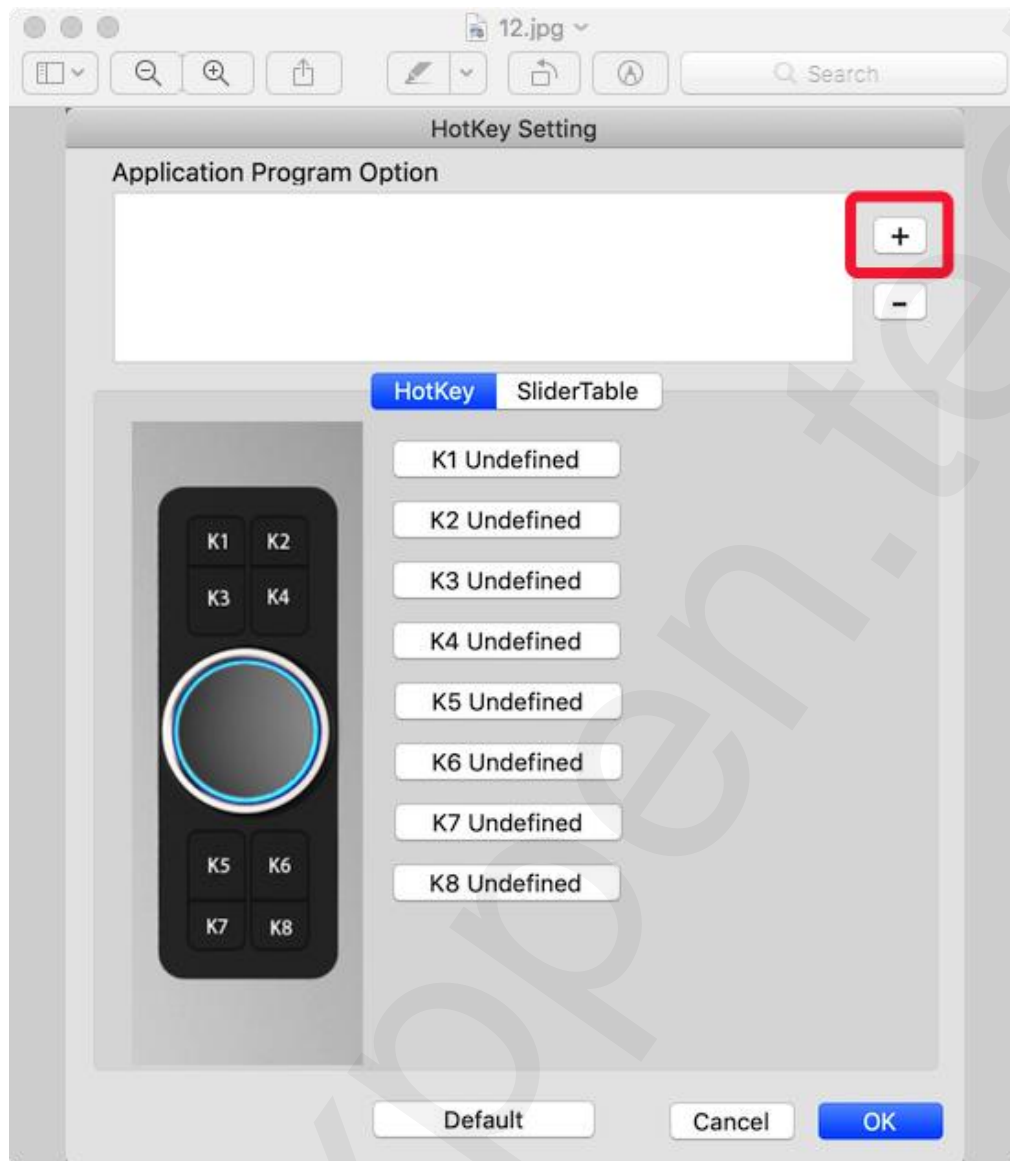 12.jpg
Search
HotKey Setting
Application Program Option
+
-
HotKey SliderTable
K1 Undefined
K2 Undefined
K3 Undefined
K4 Undefined
K5 Undefined
K6 Undefined
K7 Undefined
K8 Undefined
K1 K2
K3 K4
K5 K6
K7 K8
Default Cancel OK